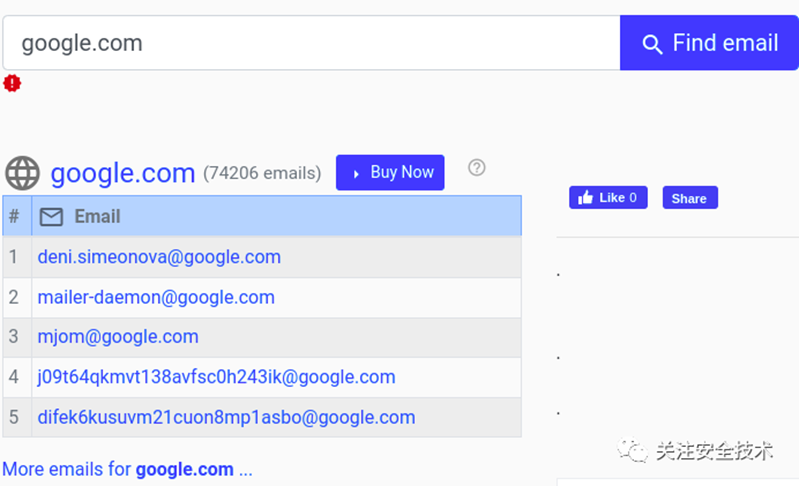 google.com
Find email
google.com (74206 emails) Buy Now ?
Like 0 Share
# Email
1 deni.simeonova@google.com
2 mailer-daemon@google.com
3 mjom@google.com
4 j09t64qkmvt138avfsc0h243ik@google.com
5 difek6kusuvm21cuon8mp1asbo@google.com
关注安全技术
More emails for google.com ...